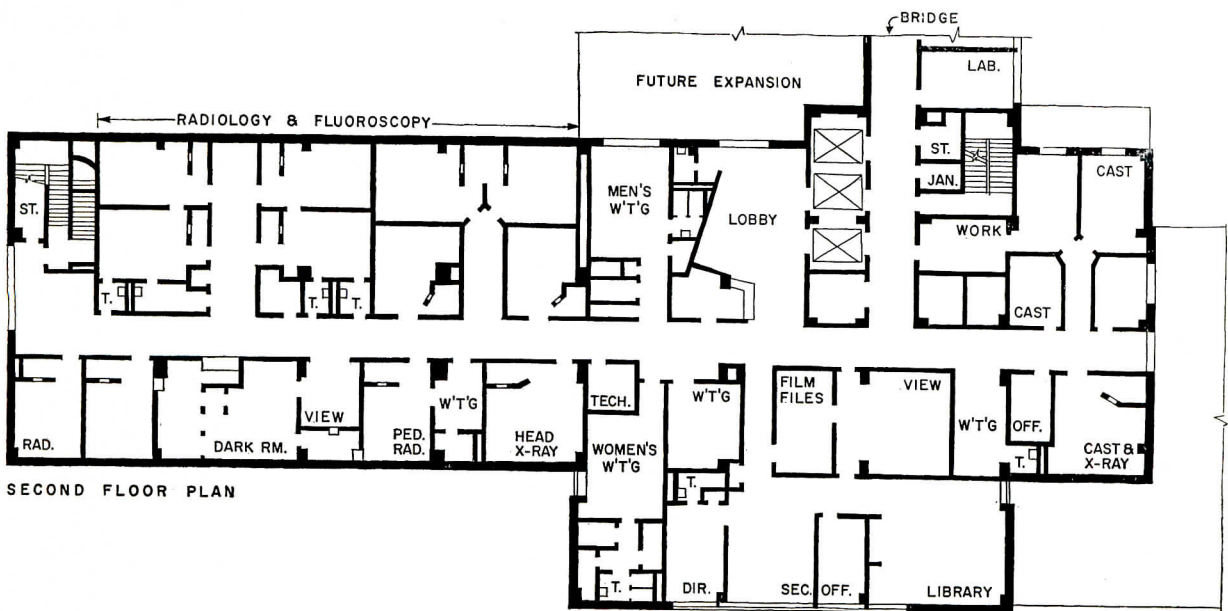 BRIDGE
LAB.
FUTURE EXPANSION
RADIOLOGY & FLUOROSCOPY
ST.
JAN.
CAST
ST.
MEN'S
W'T'G
LOBBY
WORK
T.
T.
T.
CAST
RAD.
DARK RM.
VIEW
PED.
RAD.
W'T'G
HEAD
X-RAY
TECH.
WOMEN'S
W'T'G
W'T'G
FILM
FILES
VIEW
W'T'G
OFF.
T.
CAST &
X-RAY
SECOND FLOOR PLAN
T.
T.
DIR.
SEC.
OFF.
LIBRARY